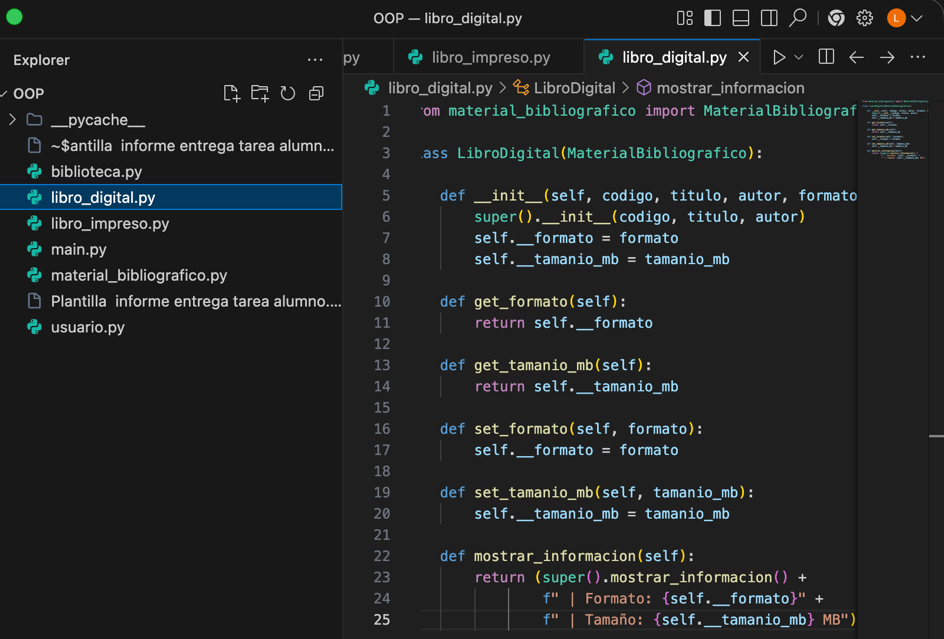 OOP — libro_digital.py
L
Explorer
py
libro_impreso.py
libro_digital.py
OOP
libro_digital.py > LibroDigital > mostrar_informacion
__pycache__
~$antilla informe entrega tarea alumn...
biblioteca.py
libro_digital.py
libro_impreso.py
main.py
material_bibliografico.py
Plantilla informe entrega tarea alumno....
usuario.py
1 rom material_bibliografico import MaterialBibliograf
2
3 lass LibroDigital(MaterialBibliografico):
4
5 def __init__(self, codigo, titulo, autor, formato
6 super().__init__(codigo, titulo, autor)
7 self.__formato = formato
8 self.__tamanio_mb = tamanio_mb
9
10 def get_formato(self):
11 return self.__formato
12
13 def get_tamanio_mb(self):
14 return self.__tamanio_mb
15
16 def set_formato(self, formato):
17 self.__formato = formato
18
19 def set_tamanio_mb(self, tamanio_mb):
20 self.__tamanio_mb = tamanio_mb
21
22 def mostrar_informacion(self):
23 return (super().mostrar_informacion() +
24 f" | Formato: {self.__formato}" +
25 f" | Tamaño: {self.__tamanio_mb} MB")